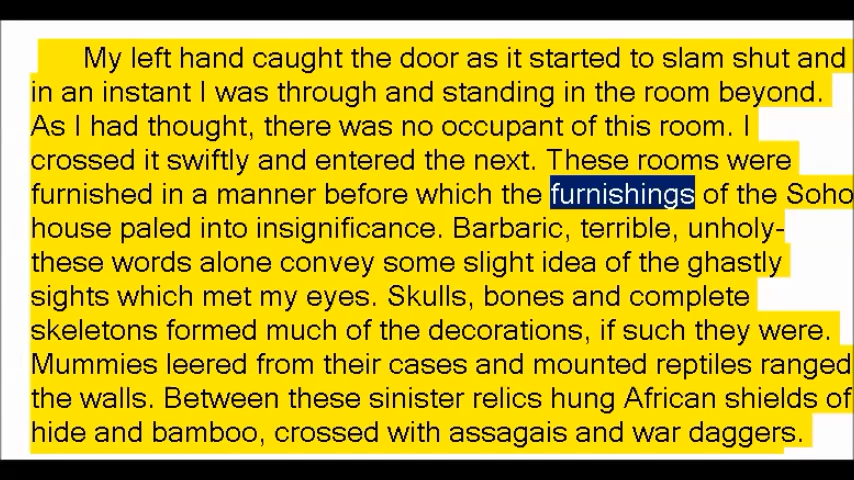 My left hand caught the door as it started to slam shut and
in an instant I was through and standing in the room beyond.
As I had thought, there was no occupant of this room. I
crossed it swiftly and entered the next. These rooms were
furnished in a manner before which the furnishings of the Soho
house paled into insignificance. Barbaric, terrible, unholy-
these words alone convey some slight idea of the ghastly
sights which met my eyes. Skulls, bones and complete
skeletons formed much of the decorations, if such they were.
Mummies leered from their cases and mounted reptiles ranged
the walls. Between these sinister relics hung African shields of
hide and bamboo, crossed with assagais and war daggers.